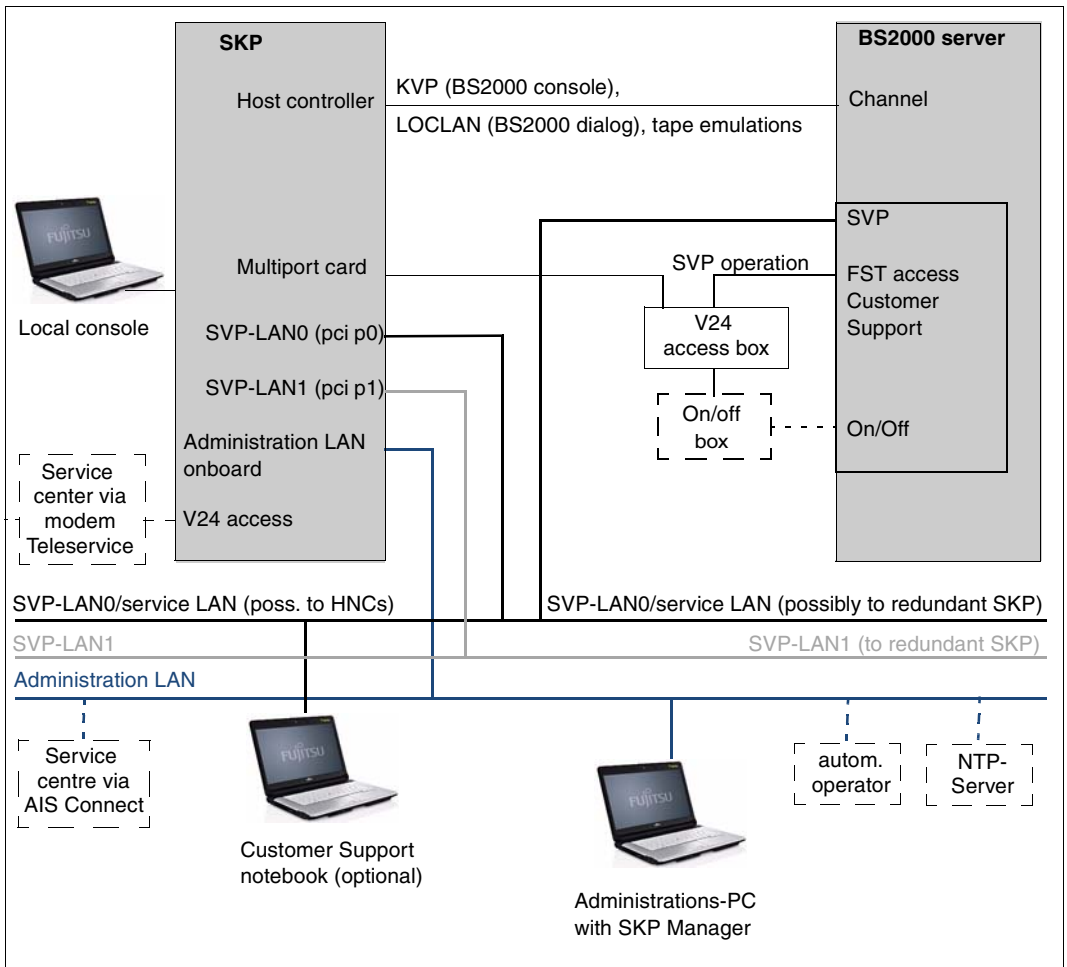 SKP
BS2000 server
Host controller
KVP (BS2000 console),
LOCLAN (BS2000 dialog), tape emulations
Channel
FUJITSU
Local console
Multiport card
SVP-LAN0 (pci p0)
SVP-LAN1 (pci p1)
Administration LAN
onboard
V24 access
SVP
SVP operation
FST access
Customer
Support
V24
access box
On/off
box
On/Off
Service
center via
modem
Teleservice
SVP-LAN0/service LAN (poss. to HNCs)
SVP-LAN0/service LAN (possibly to redundant SKP)
SVP-LAN1
SVP-LAN1 (to redundant SKP)
Administration LAN
Service
centre via
AIS Connect
FUJITSU
Customer Support
notebook (optional)
FUJITSU
Administrations-PC
with SKP Manager
autom.
operator
NTP-
Server